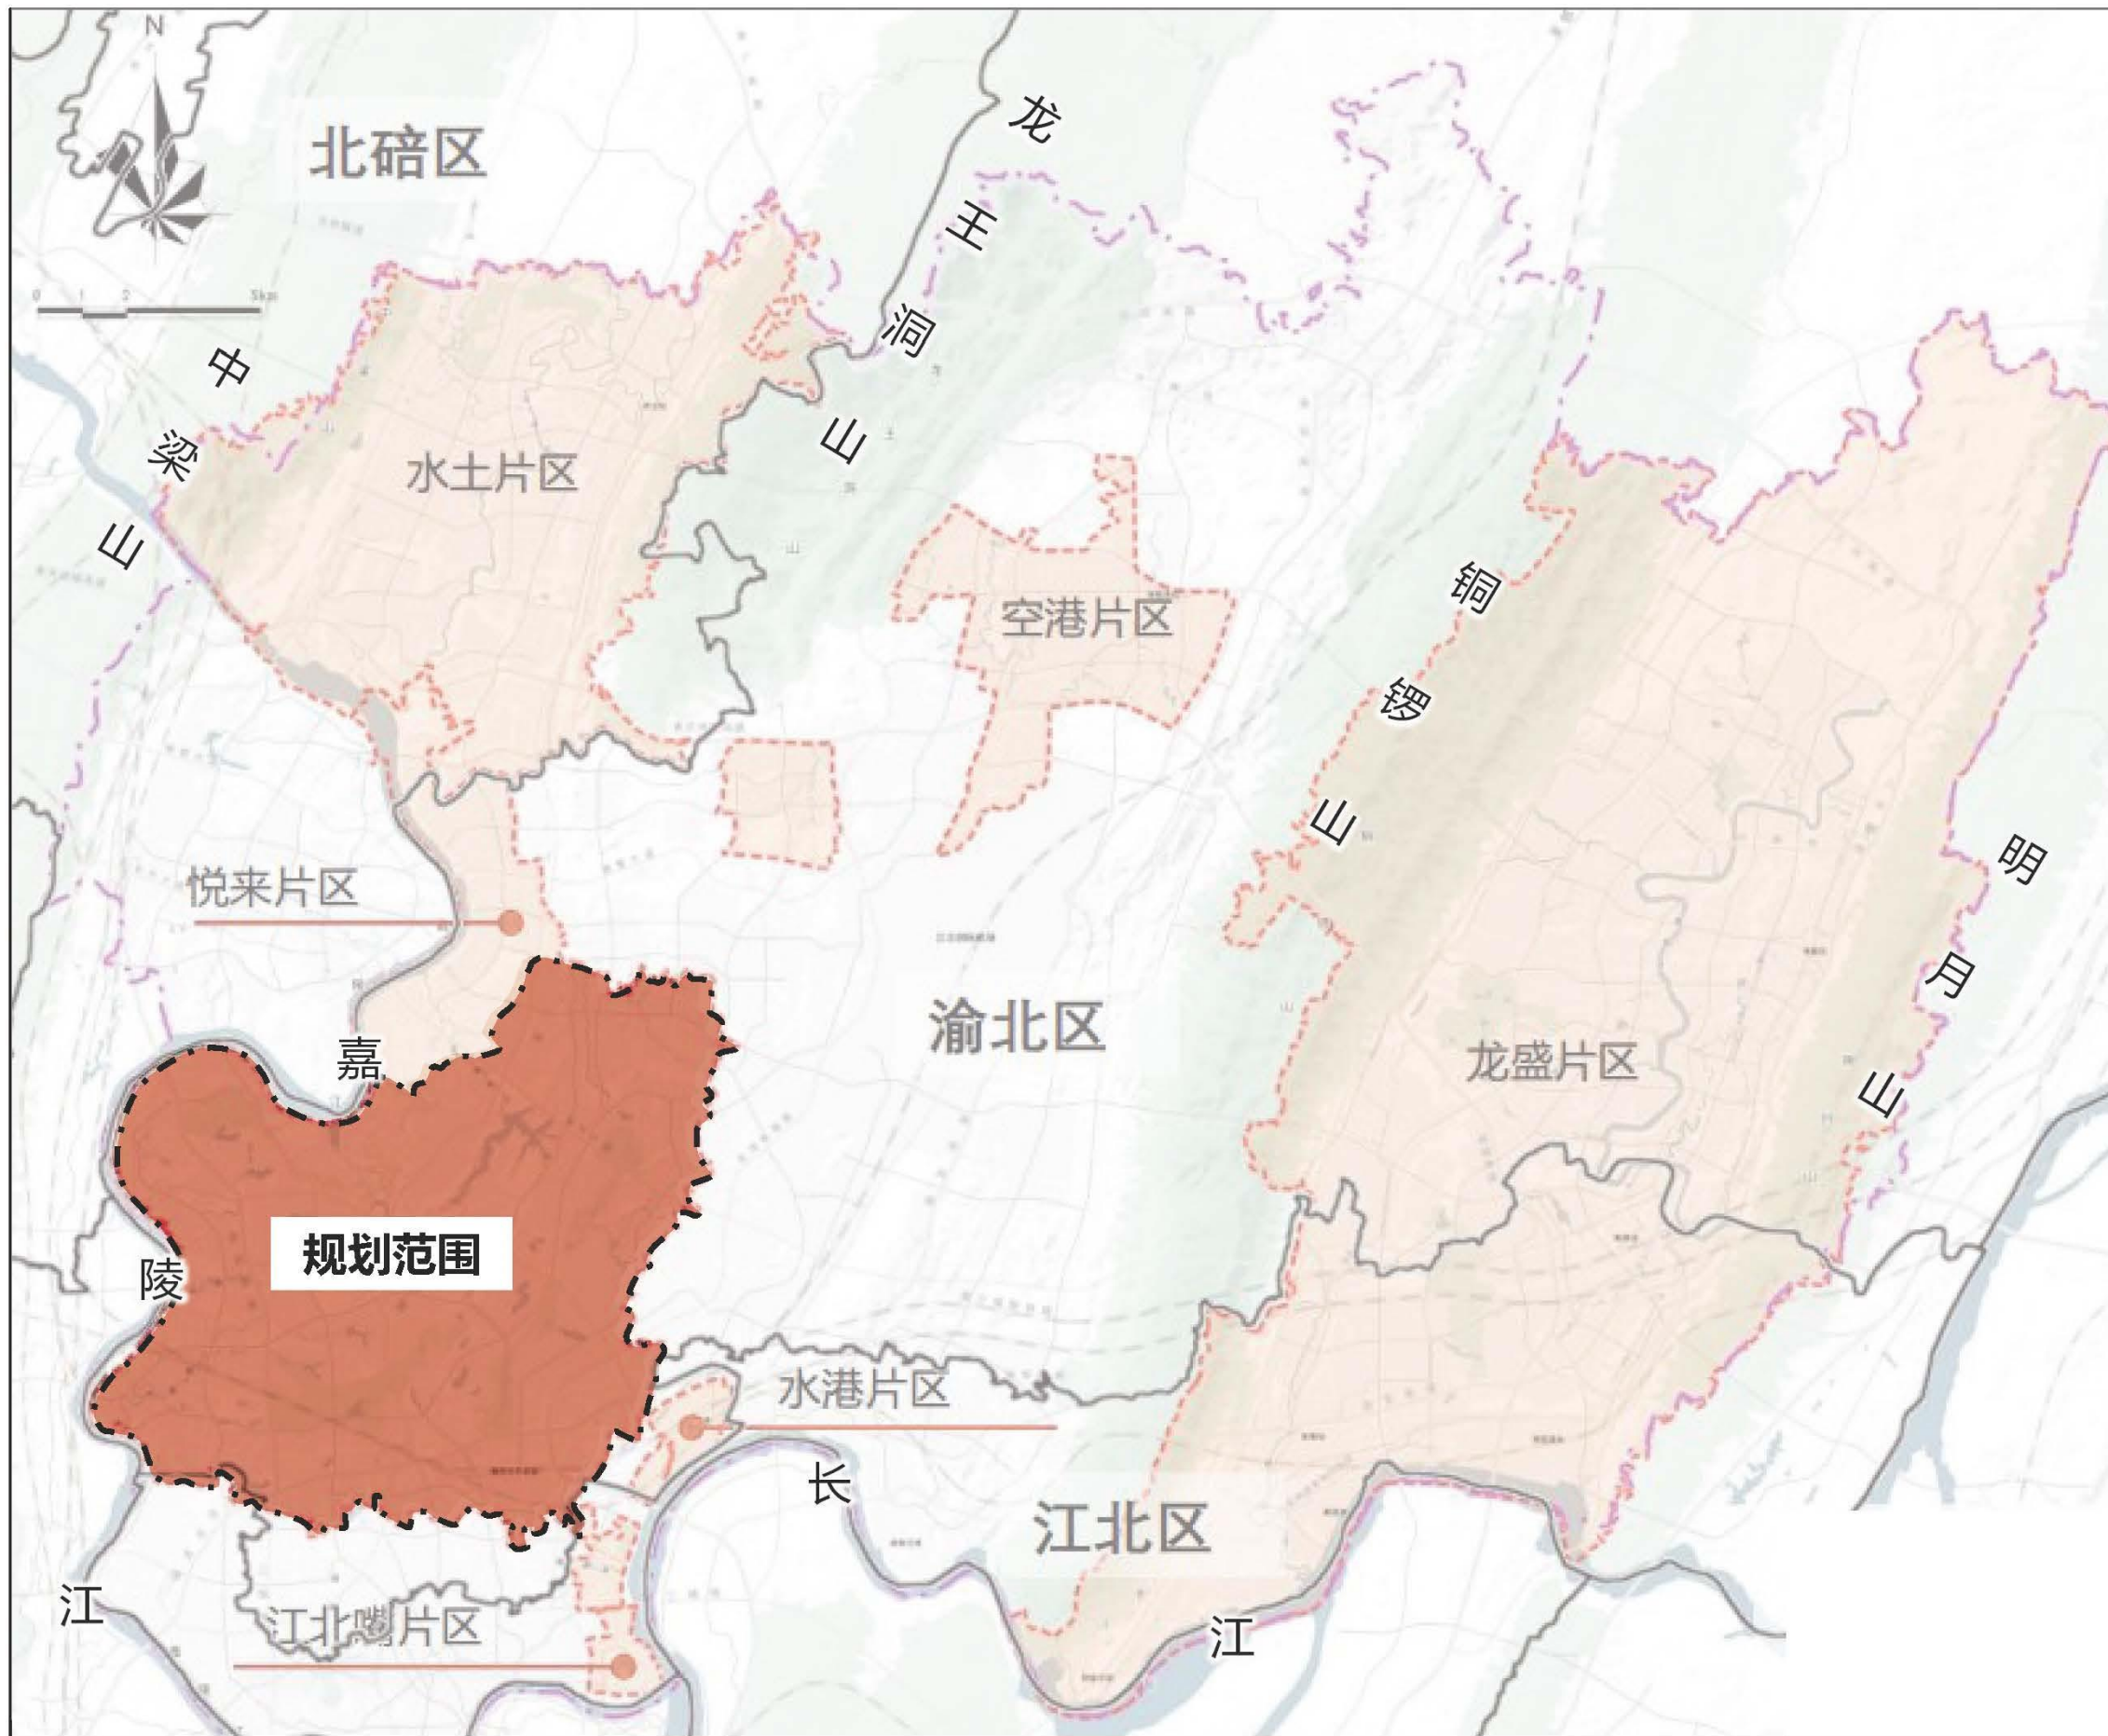 N
北碚区
0 1 2 5km
龙王洞山
中梁山
水土片区
空港片区
铜锣山
明月山
悦来片区
渝北区
龙盛片区
嘉陵江
规划范围
水港片区
长江
江北区
江北嘴片区